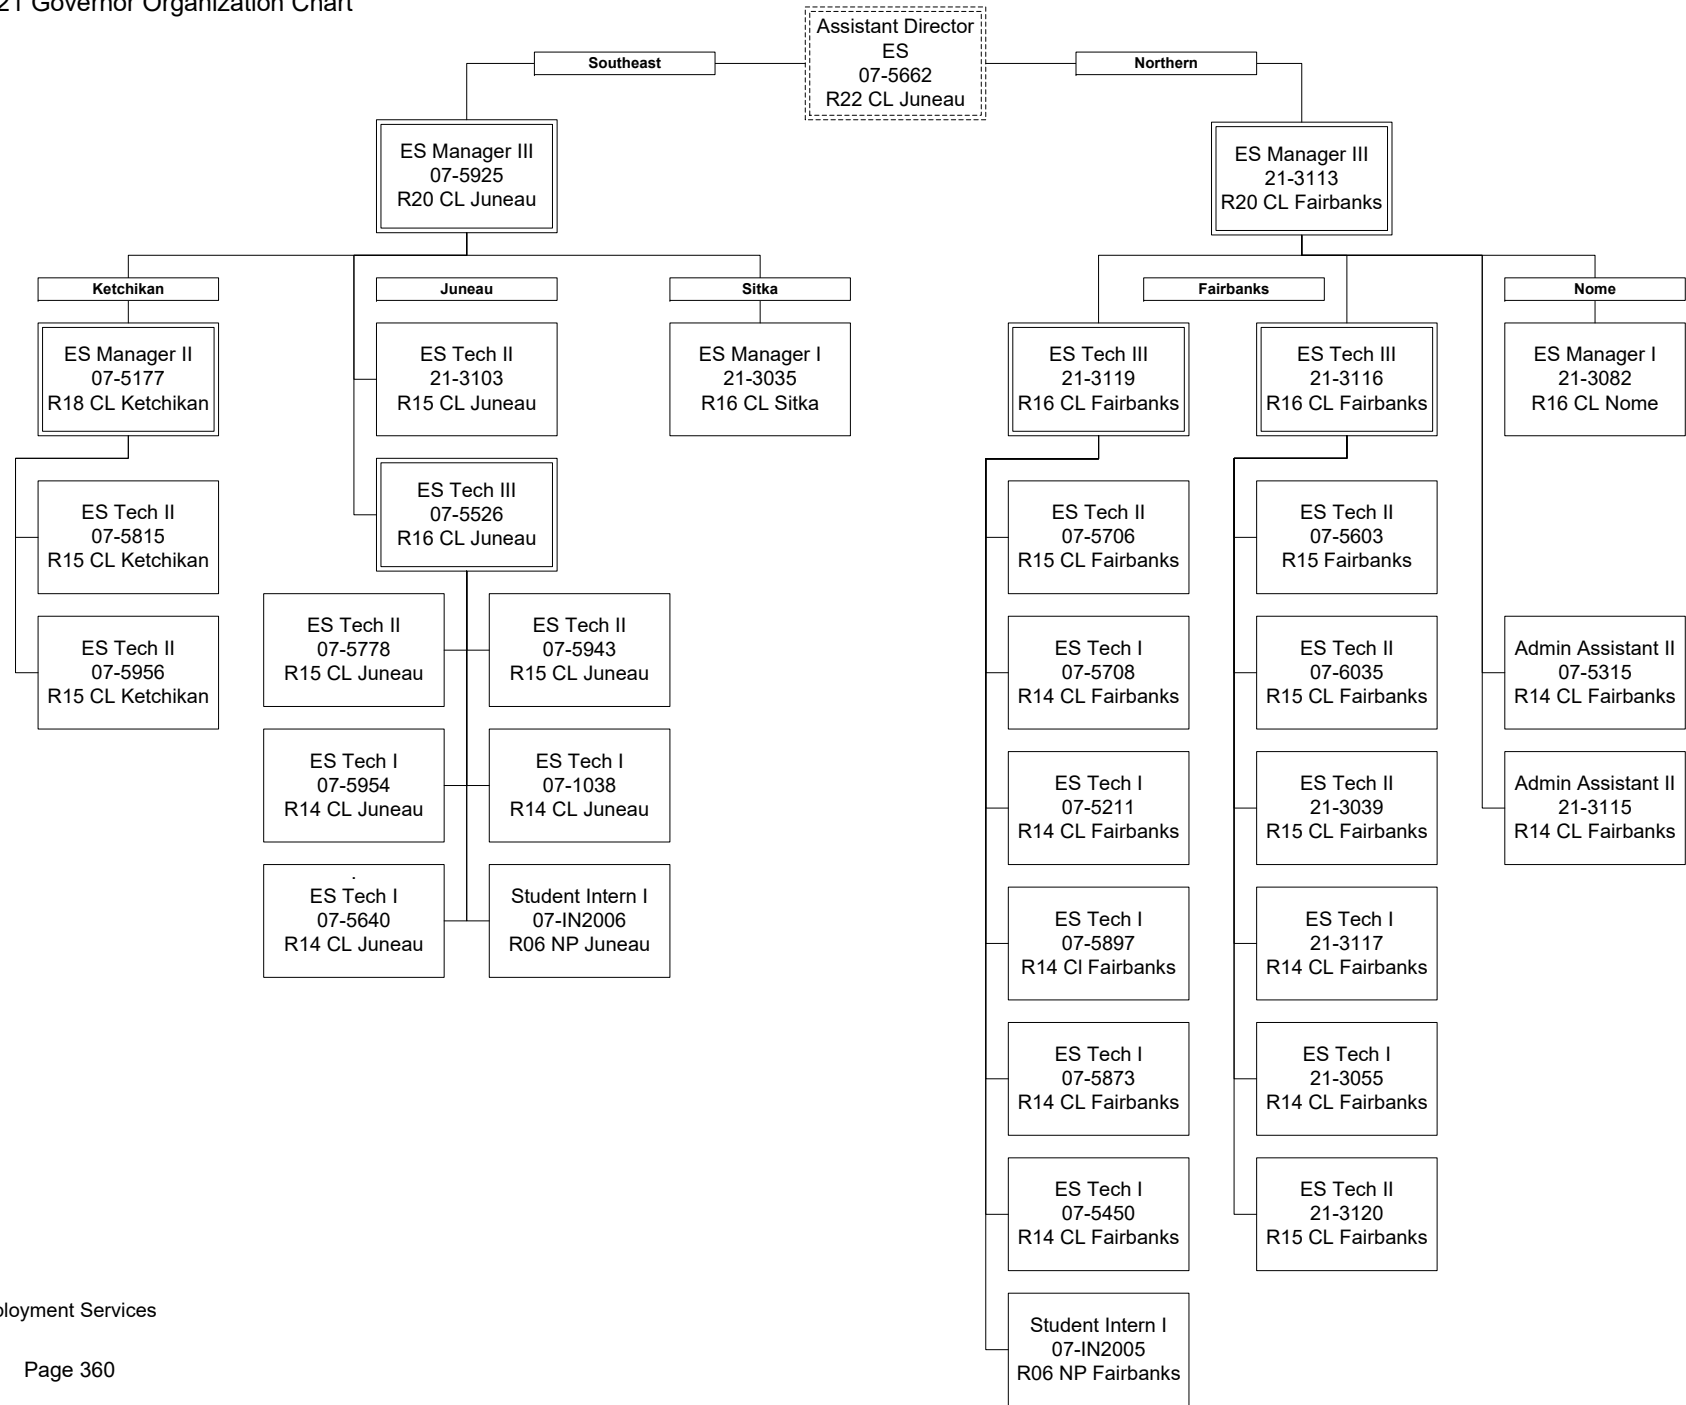 21 Governor Organization Chart
Assistant Director
ES
07-5662
R22 CL Juneau
Southeast
Northern
ES Manager III
07-5925
R20 CL Juneau
ES Manager III
21-3113
R20 CL Fairbanks
Ketchikan
Juneau
Sitka
Fairbanks
Nome
ES Manager II
07-5177
R18 CL Ketchikan
ES Tech II
21-3103
R15 CL Juneau
ES Manager I
21-3035
R16 CL Sitka
ES Tech III
21-3119
R16 CL Fairbanks
ES Tech III
21-3116
R16 CL Fairbanks
ES Manager I
21-3082
R16 CL Nome
ES Tech II
07-5815
R15 CL Ketchikan
ES Tech III
07-5526
R16 CL Juneau
ES Tech II
07-5706
R15 CL Fairbanks
ES Tech II
07-5603
R15 Fairbanks
ES Tech II
07-5956
R15 CL Ketchikan
ES Tech II
07-5778
R15 CL Juneau
ES Tech II
07-5943
R15 CL Juneau
ES Tech I
07-5708
R14 CL Fairbanks
ES Tech II
07-6035
R15 CL Fairbanks
Admin Assistant II
07-5315
R14 CL Fairbanks
ES Tech I
07-5954
R14 CL Juneau
ES Tech I
07-1038
R14 CL Juneau
ES Tech I
07-5211
R14 CL Fairbanks
ES Tech II
21-3039
R15 CL Fairbanks
Admin Assistant II
21-3115
R14 CL Fairbanks
.
ES Tech I
07-5640
R14 CL Juneau
Student Intern I
07-IN2006
R06 NP Juneau
ES Tech I
07-5897
R14 Cl Fairbanks
ES Tech I
21-3117
R14 CL Fairbanks
ES Tech I
07-5873
R14 CL Fairbanks
ES Tech I
21-3055
R14 CL Fairbanks
ES Tech I
07-5450
R14 CL Fairbanks
ES Tech II
21-3120
R15 CL Fairbanks
Student Intern I
07-IN2005
R06 NP Fairbanks
ployment Services
Page 360